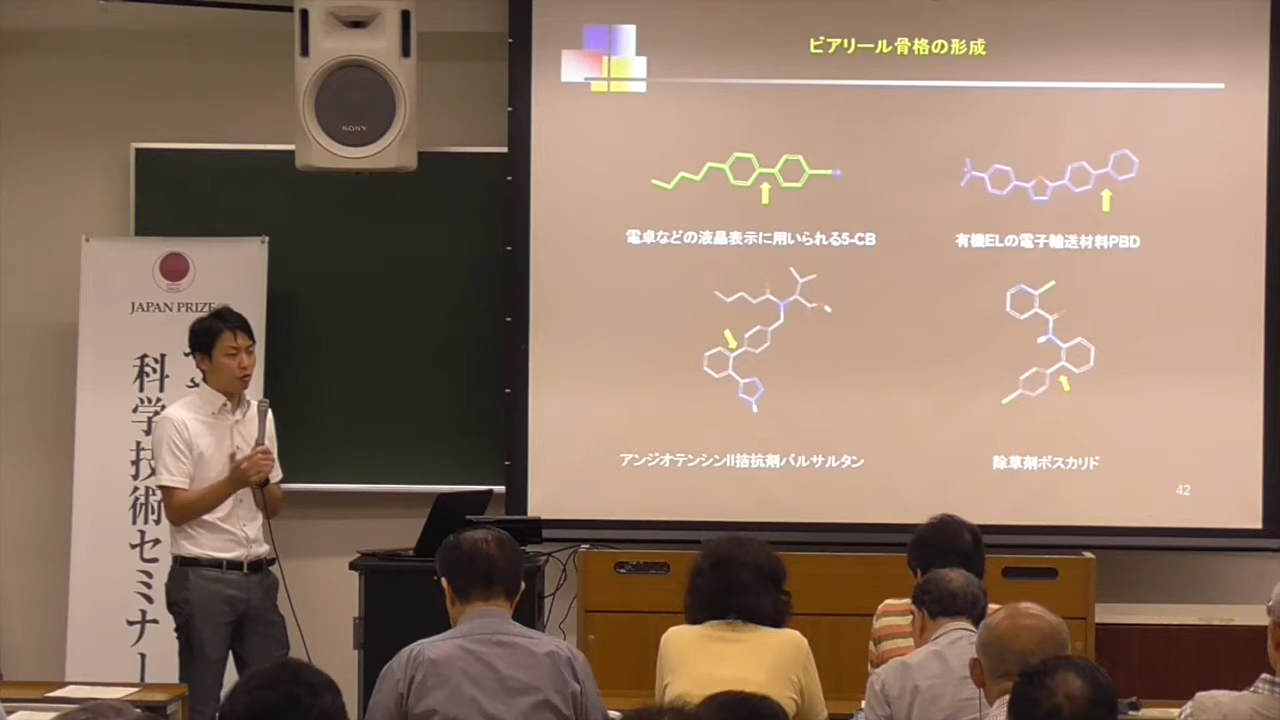 SONY
JAPAN PRIZE
科学技術セミナー
ビアリール骨格の形成
電卓などの液晶表示に用いられる5-CB
有機ELの電子輸送材料PBD
アンジオテンシンII拮抗剤バルサルタン
除草剤ボスカリド
42